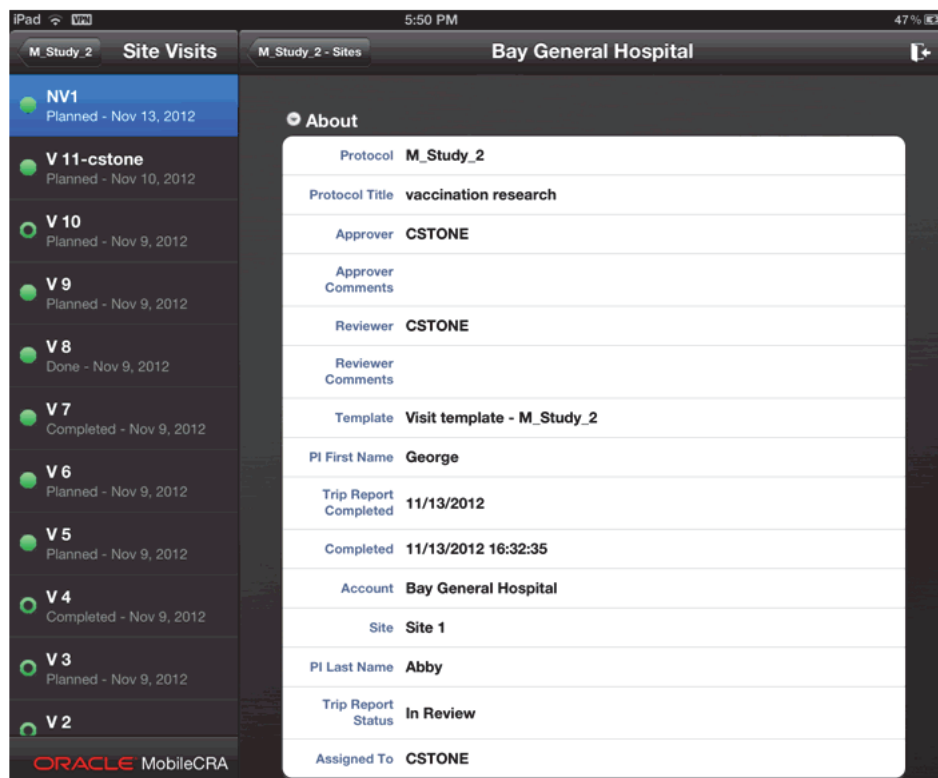 iPad VPN 5:50 PM 47%
M_Study_2 Site Visits M_Study_2 - Sites Bay General Hospital
NV1
Planned - Nov 13, 2012
V 11-cstone
Planned - Nov 10, 2012
V 10
Planned - Nov 9, 2012
V 9
Planned - Nov 9, 2012
V 8
Done - Nov 9, 2012
V 7
Completed - Nov 9, 2012
V 6
Planned - Nov 9, 2012
V 5
Planned - Nov 9, 2012
V 4
Completed - Nov 9, 2012
V 3
Planned - Nov 9, 2012
V 2
ORACLE MobileCRA
About
Protocol M_Study_2
Protocol Title vaccination research
Approver CSTONE
Approver
Comments
Reviewer CSTONE
Reviewer
Comments
Template Visit template - M_Study_2
PI First Name George
Trip Report
Completed 11/13/2012
Completed 11/13/2012 16:32:35
Account Bay General Hospital
Site Site 1
PI Last Name Abby
Trip Report
Status In Review
Assigned To CSTONE